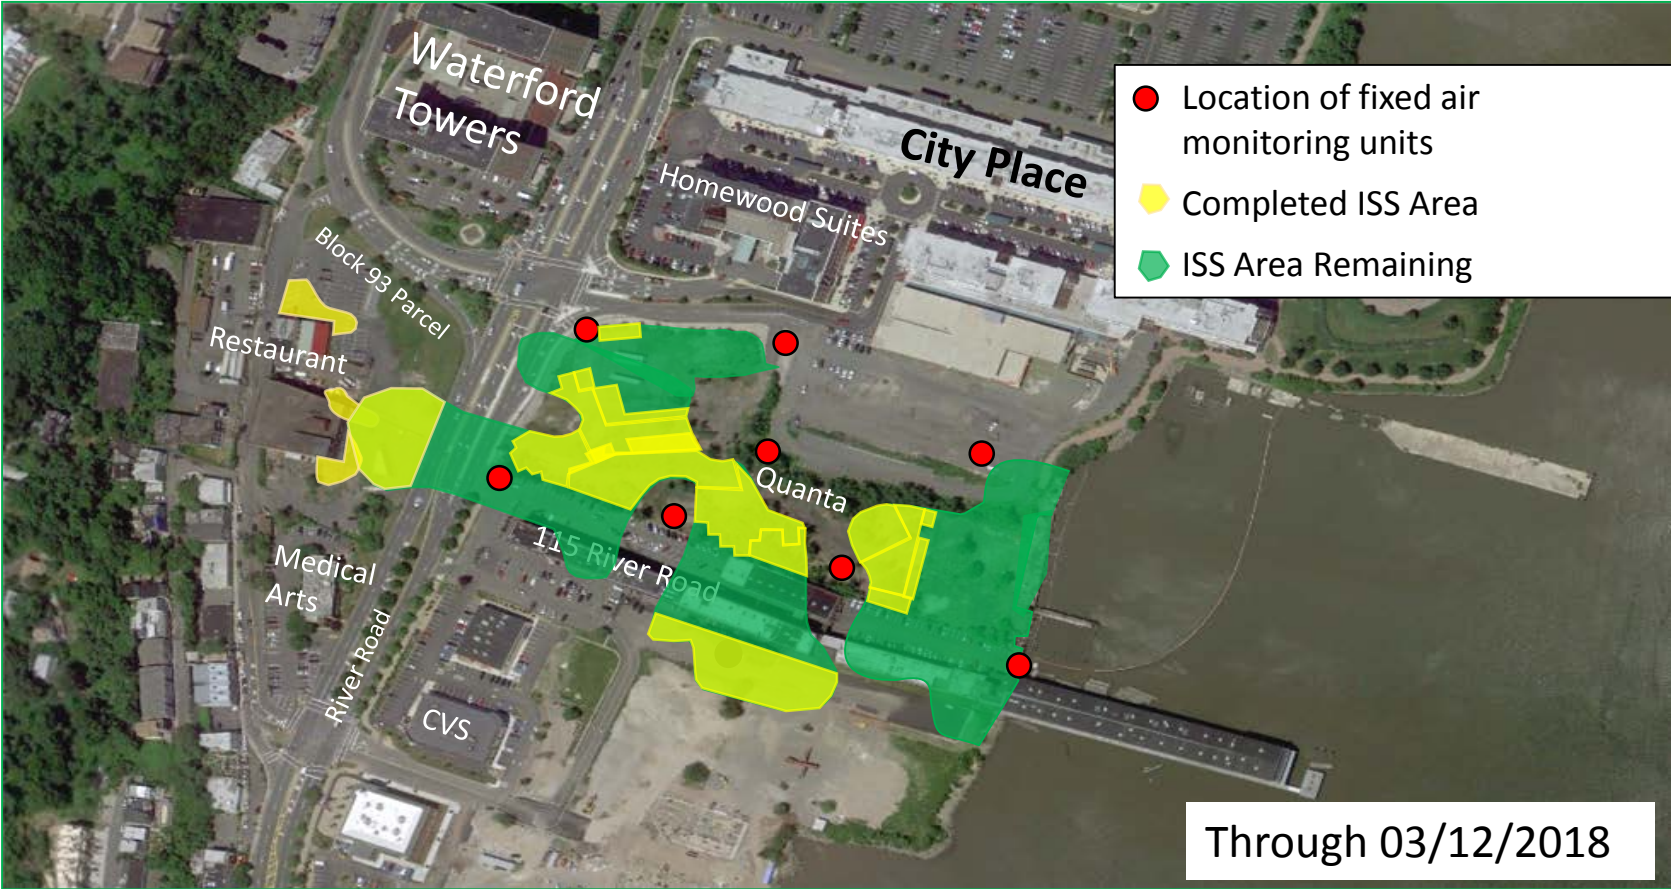 Waterford
Towers
Location of fixed air
monitoring units
Completed ISS Area
ISS Area Remaining
City Place
Homewood Suites
Block 93 Parcel
Restaurant
Quanta
115 River Road
Medical
Arts
River Road
CVS
Through 03/12/2018